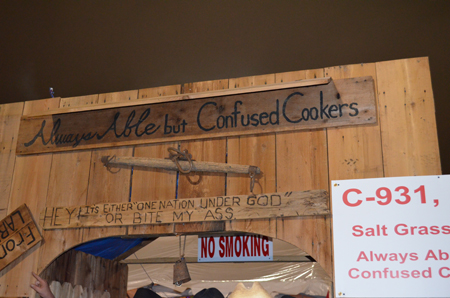 Always Able but Confused Cookers
HEY! ITS EITHER "ONE NATION, UNDER GOD"
OR BITE MY ASS
NO SMOKING
C-931,
Salt Grass
Always Ab
Confused C